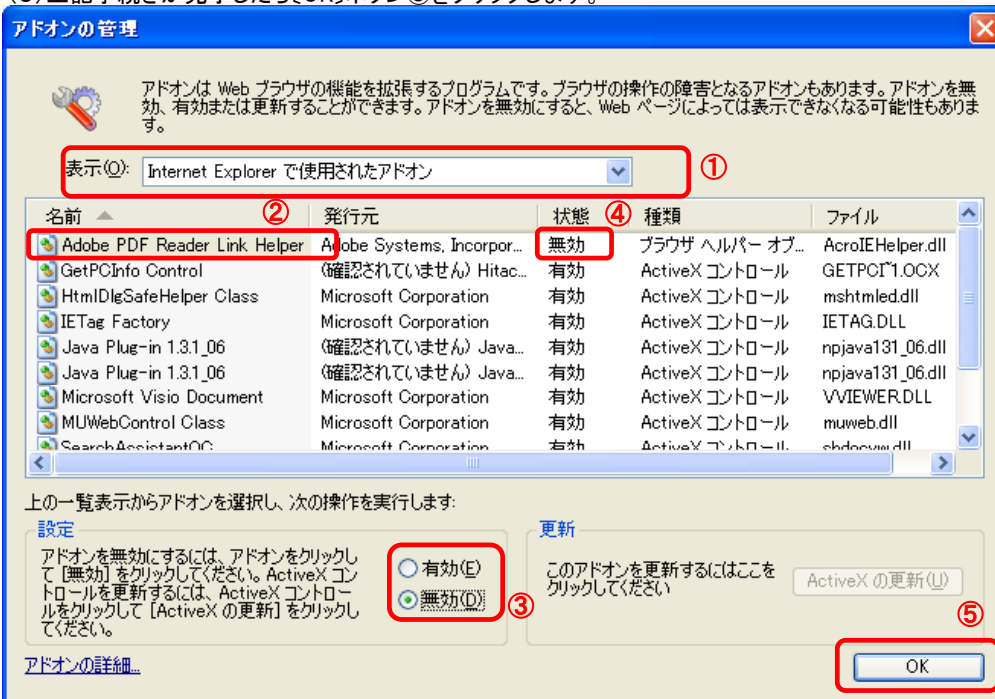 アドオンの管理
アドオンは Web ブラウザの機能を拡張するプログラムです。ブラウザの操作の障害となるアドオンもあります。アドオンを無
効、有効または更新することができます。アドオンを無効にすると、Web ページによっては表示できなくなる可能性もありま
す。
表示(O): Internet Explorer で使用されたアドオン ①
名前 ② 発行元 状態 ④ 種類 ファイル
Adobe PDF Reader Link Helper Adobe Systems, Incorpor... 無効 ブラウザ ヘルパー オブ... AcroIEHelper.dll
GetPCInfo Control (確認されていません) Hitac... 有効 ActiveX コントロール GETPCI~1.OCX
HtmlDlgSafeHelper Class Microsoft Corporation 有効 ActiveX コントロール mshtmled.dll
IETag Factory Microsoft Corporation 有効 ActiveX コントロール IETAG.DLL
Java Plug-in 1.3.1_06 (確認されていません) Java... 有効 ActiveX コントロール npjava131_06.dll
Java Plug-in 1.3.1_06 (確認されていません) Java... 有効 ActiveX コントロール npjava131_06.dll
Microsoft Visio Document Microsoft Corporation 有効 ActiveX コントロール VVIEWER.DLL
MUWebControl Class Microsoft Corporation 有効 ActiveX コントロール muweb.dll
SearchAssistantOC Microsoft Corporation 有効 ActiveX コントロール shdocvw.dll
上の一覧表示からアドオンを選択し、次の操作を実行します:
設定
アドオンを無効にするには、アドオンをクリックし
て [無効] をクリックしてください。ActiveX コン
トロールを更新するには、ActiveX コントロー
ルをクリックして [ActiveX の更新] をクリックし
てください。
有効(E)
無効(D) ③
更新
このアドオンを更新するにはここを
クリックしてください
ActiveX の更新(U)
⑤
アドオンの詳細...
OK